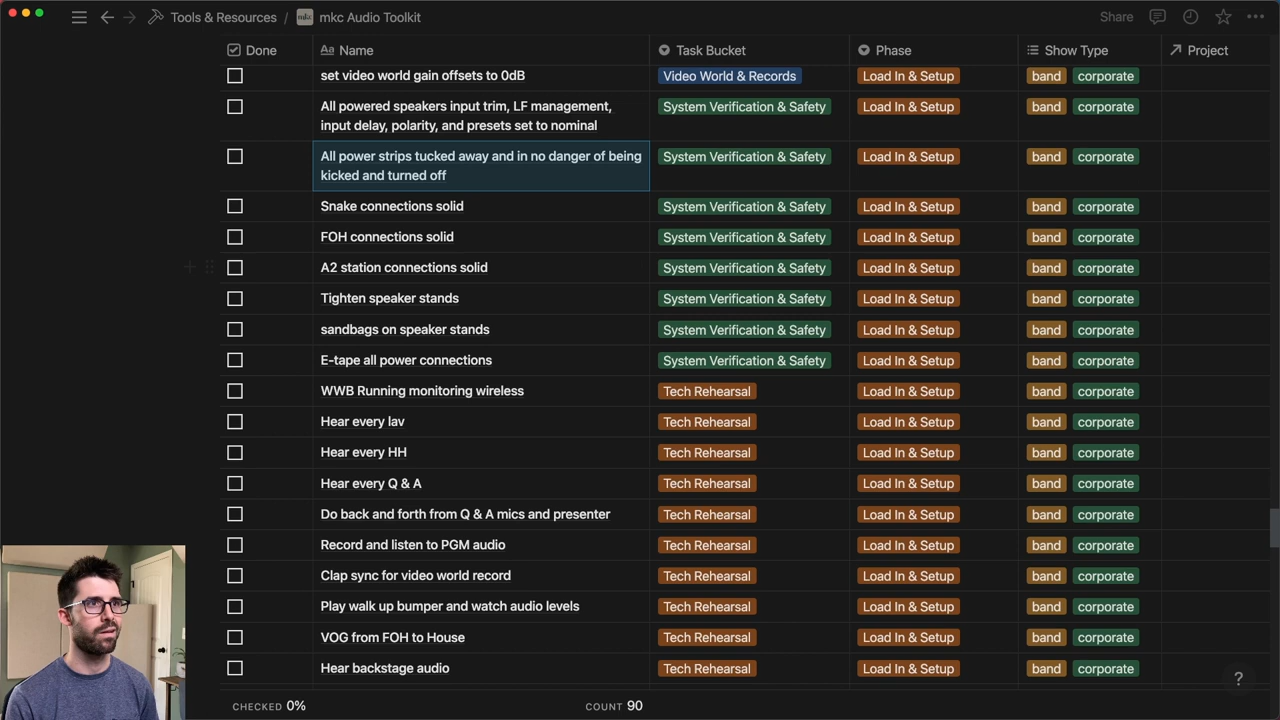 Tools & Resources / mkc mkc Audio Toolkit
Share
Done Aa Name Task Bucket Phase Show Type Project
set video world gain offsets to 0dB Video World & Records Load In & Setup band corporate
All powered speakers input trim, LF management, System Verification & Safety Load In & Setup band corporate
input delay, polarity, and presets set to nominal
All power strips tucked away and in no danger of being System Verification & Safety Load In & Setup band corporate
kicked and turned off
Snake connections solid System Verification & Safety Load In & Setup band corporate
FOH connections solid System Verification & Safety Load In & Setup band corporate
A2 station connections solid System Verification & Safety Load In & Setup band corporate
Tighten speaker stands System Verification & Safety Load In & Setup band corporate
sandbags on speaker stands System Verification & Safety Load In & Setup band corporate
E-tape all power connections System Verification & Safety Load In & Setup band corporate
WWB Running monitoring wireless Tech Rehearsal Load In & Setup band corporate
Hear every lav Tech Rehearsal Load In & Setup band corporate
Hear every HH Tech Rehearsal Load In & Setup band corporate
Hear every Q & A Tech Rehearsal Load In & Setup band corporate
Do back and forth from Q & A mics and presenter Tech Rehearsal Load In & Setup band corporate
Record and listen to PGM audio Tech Rehearsal Load In & Setup band corporate
Clap sync for video world record Tech Rehearsal Load In & Setup band corporate
Play walk up bumper and watch audio levels Tech Rehearsal Load In & Setup band corporate
VOG from FOH to House Tech Rehearsal Load In & Setup band corporate
Hear backstage audio Tech Rehearsal Load In & Setup band corporate
CHECKED 0% COUNT 90
?